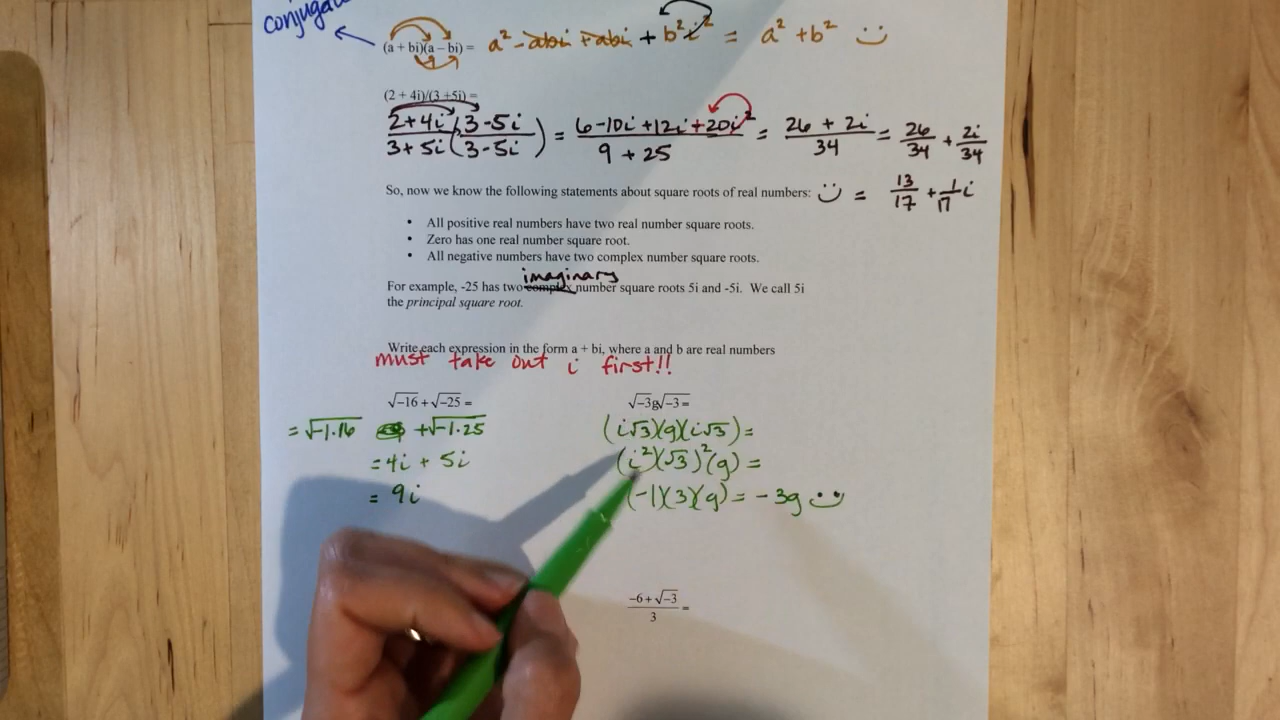 conjuga
(a + bi)(a − bi) = a² - abi + abi + b²i² = a² + b²
(2 + 4i)/(3 +5i) =
2+4i/3+5i (3-5i/3-5i) = 6-10i+12i+20i²/9+25 = 26+2i/34 = 26/34 + 2i/34
So, now we know the following statements about square roots of real numbers: = 13/17 + 1/17 i
• All positive real numbers have two real number square roots.
• Zero has one real number square root.
• All negative numbers have two complex number square roots.
imaginary
For example, -25 has two complex number square roots 5i and -5i. We call 5i
the principal square root.
Write each expression in the form a + bi, where a and b are real numbers
must take out i first!!
√−16 + √−25 =
√−3g√−3 =
= √-1·16 + √-1·25
(i√3)(g)(i√3) =
= 4i + 5i
(i²)(√3)²(g) =
= 9i
(-1)(3)(g) = -3g
−6 + √−3/3 =